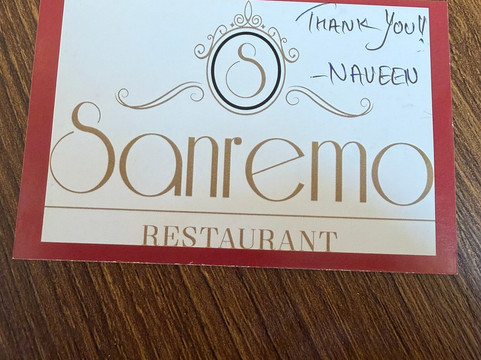 THANK YOU!!
-NAVEEN
S
Sanremo
RESTAURANT